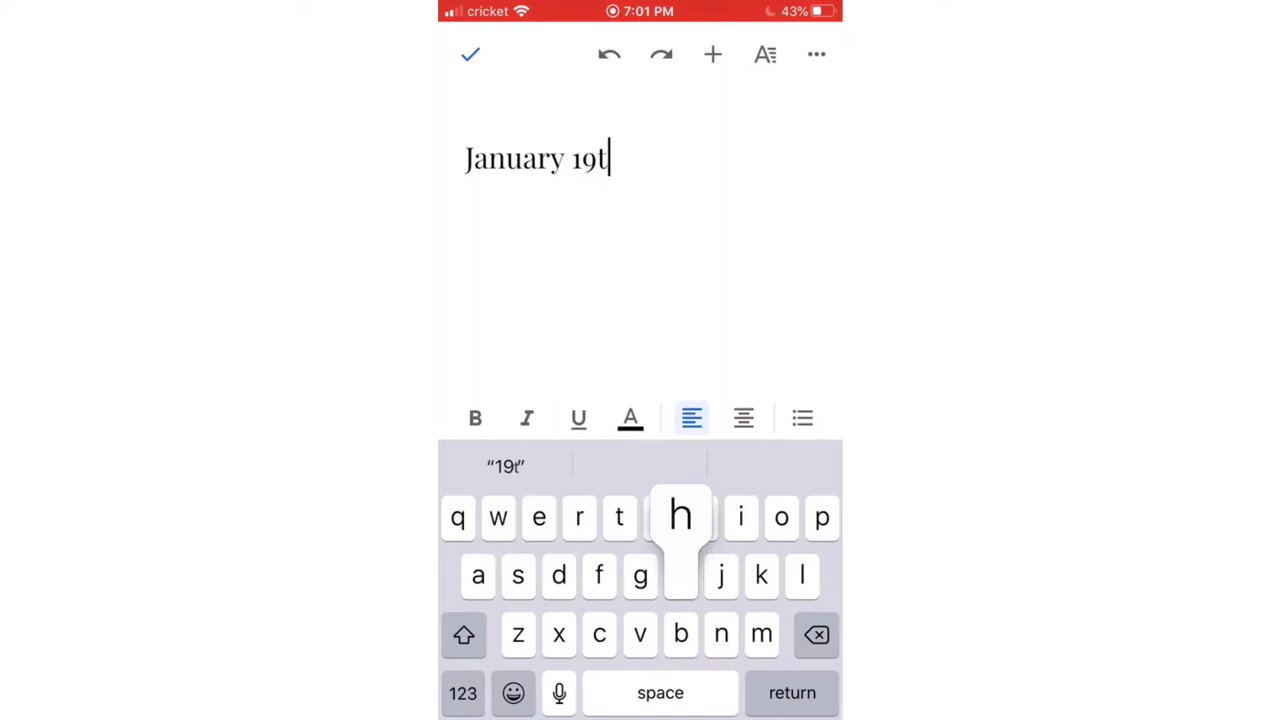 cricket 7:01 PM 43%
January 19t
B I U A
“19t”
q w e r t h i o p
a s d f g j k l
z x c v b n m
123 space return